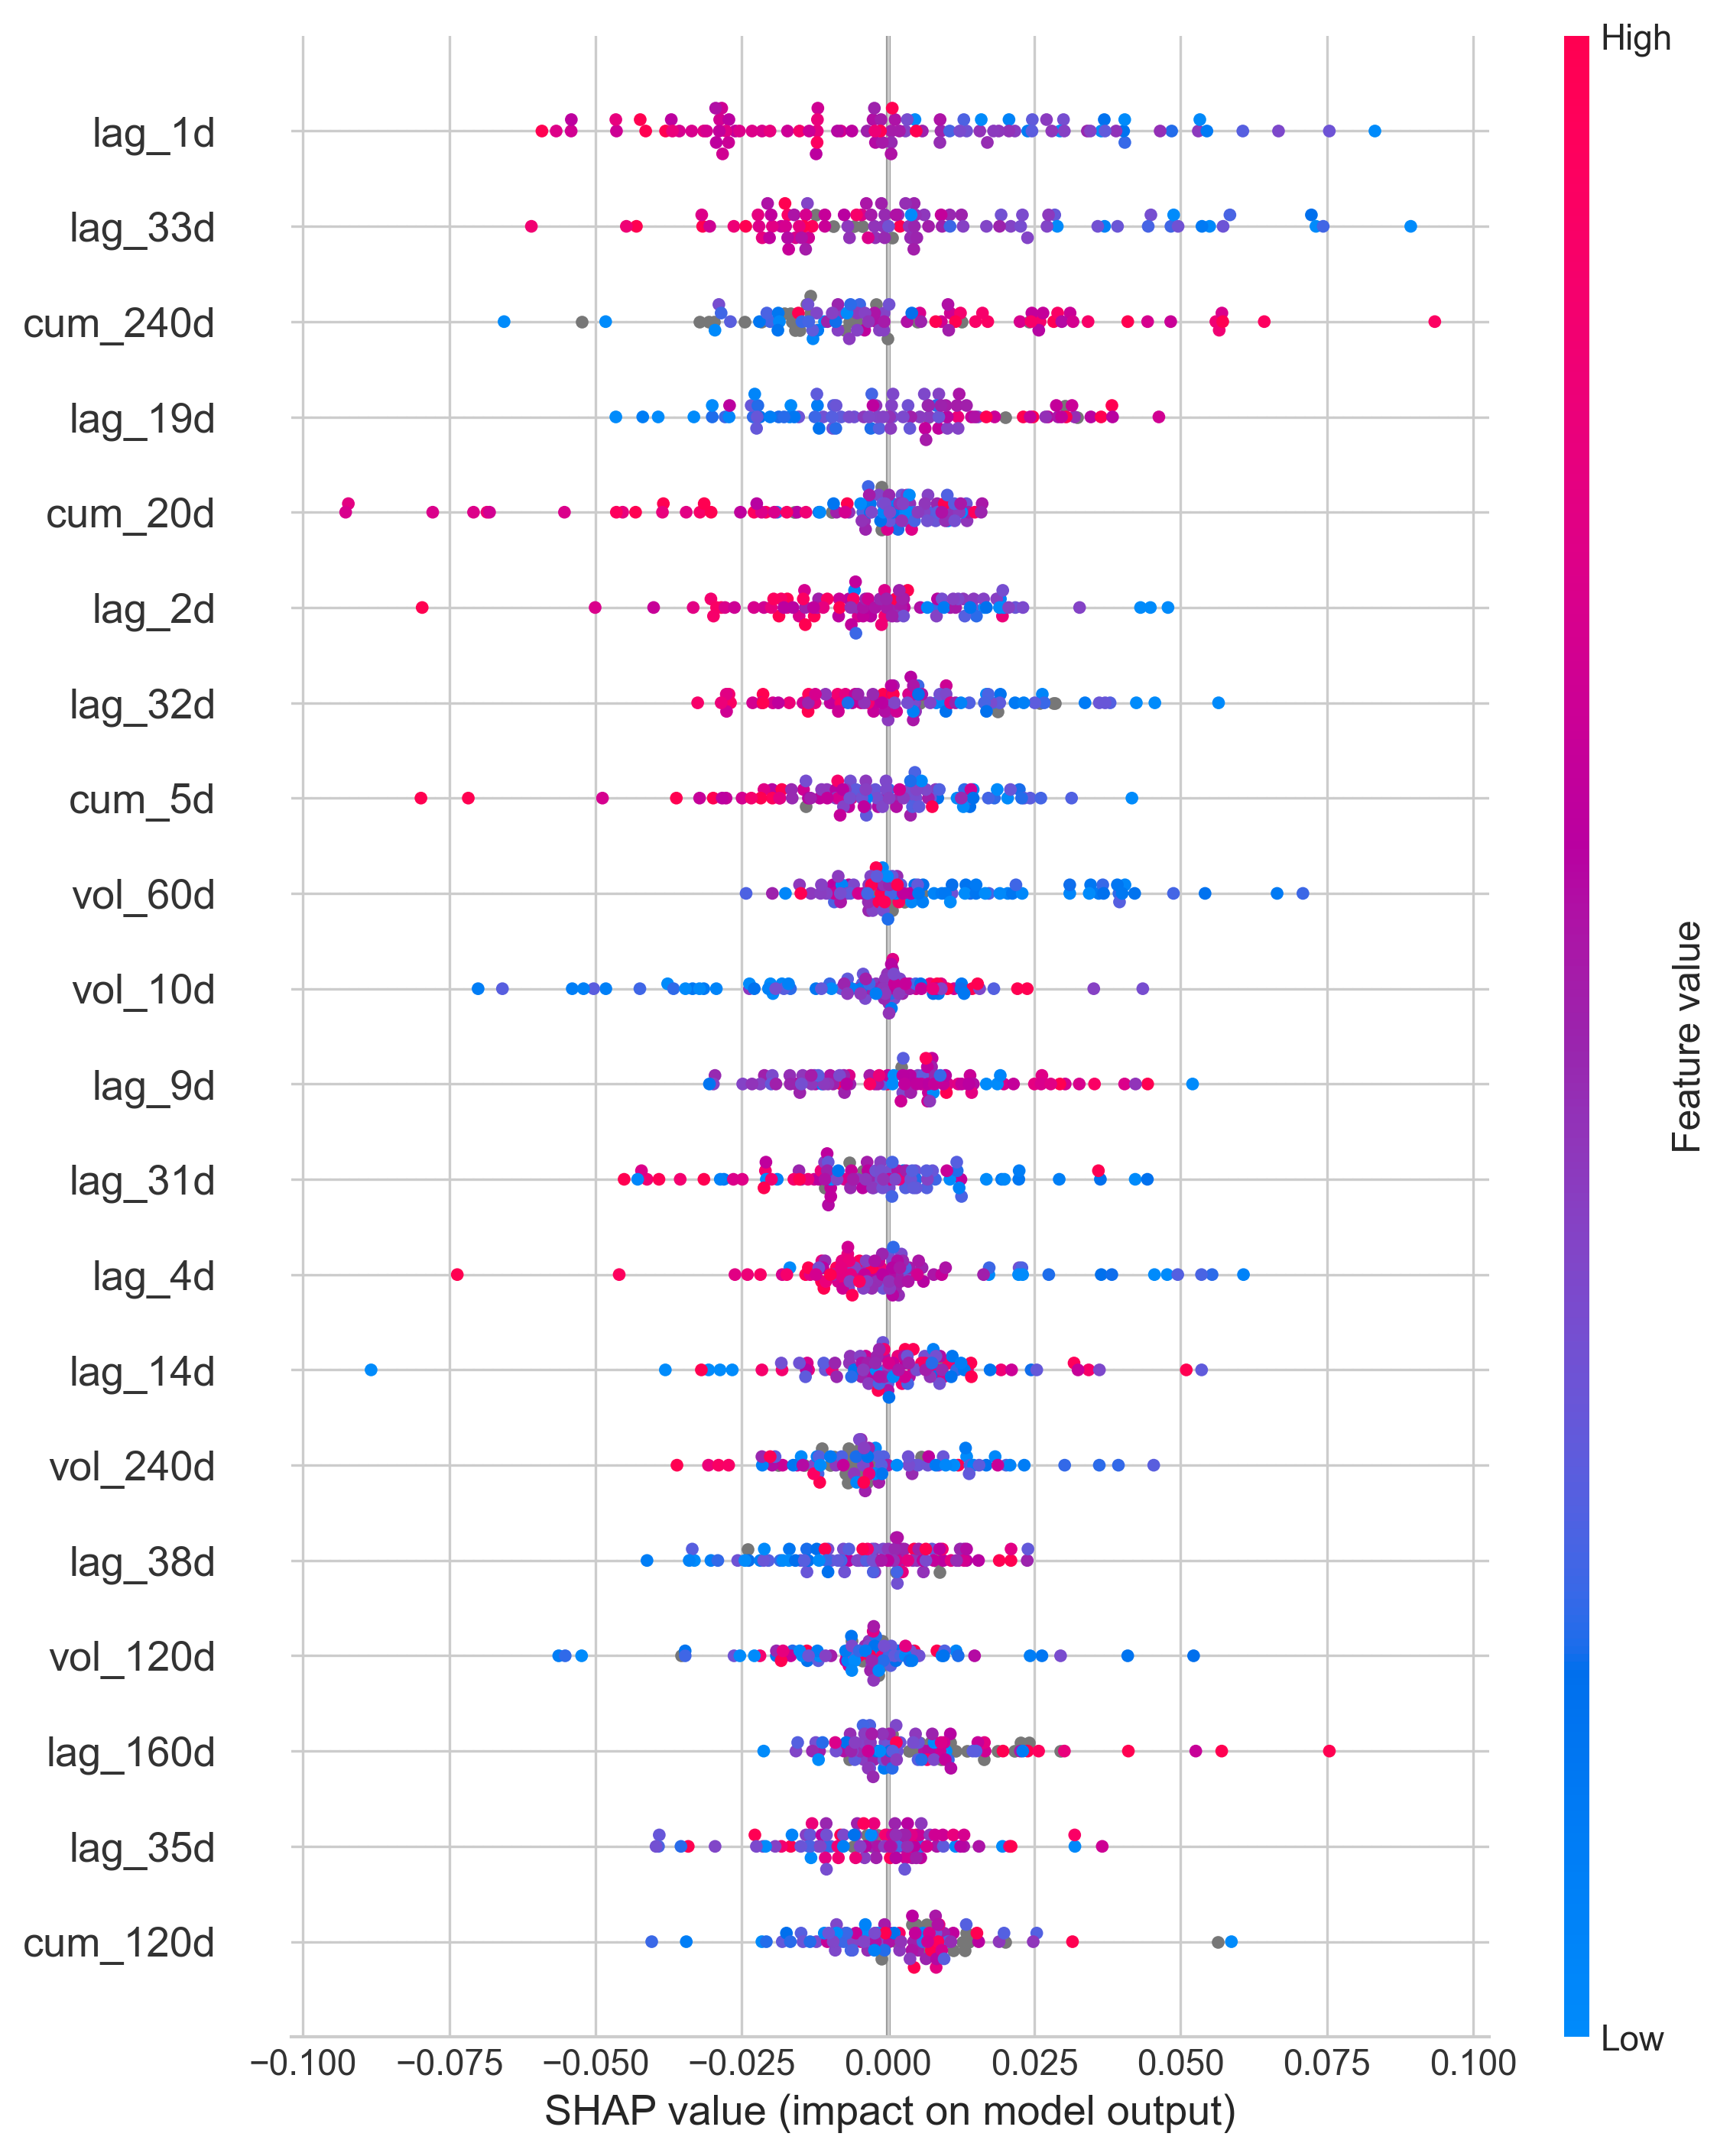 High
lag_1d
lag_33d
cum_240d
lag_19d
cum_20d
lag_2d
lag_32d
cum_5d
vol_60d
vol_10d
lag_9d
lag_31d
lag_4d
lag_14d
vol_240d
lag_38d
vol_120d
lag_160d
lag_35d
cum_120d
Feature value
Low
−0.100 −0.075 −0.050 −0.025 0.000 0.025 0.050 0.075 0.100
SHAP value (impact on model output)